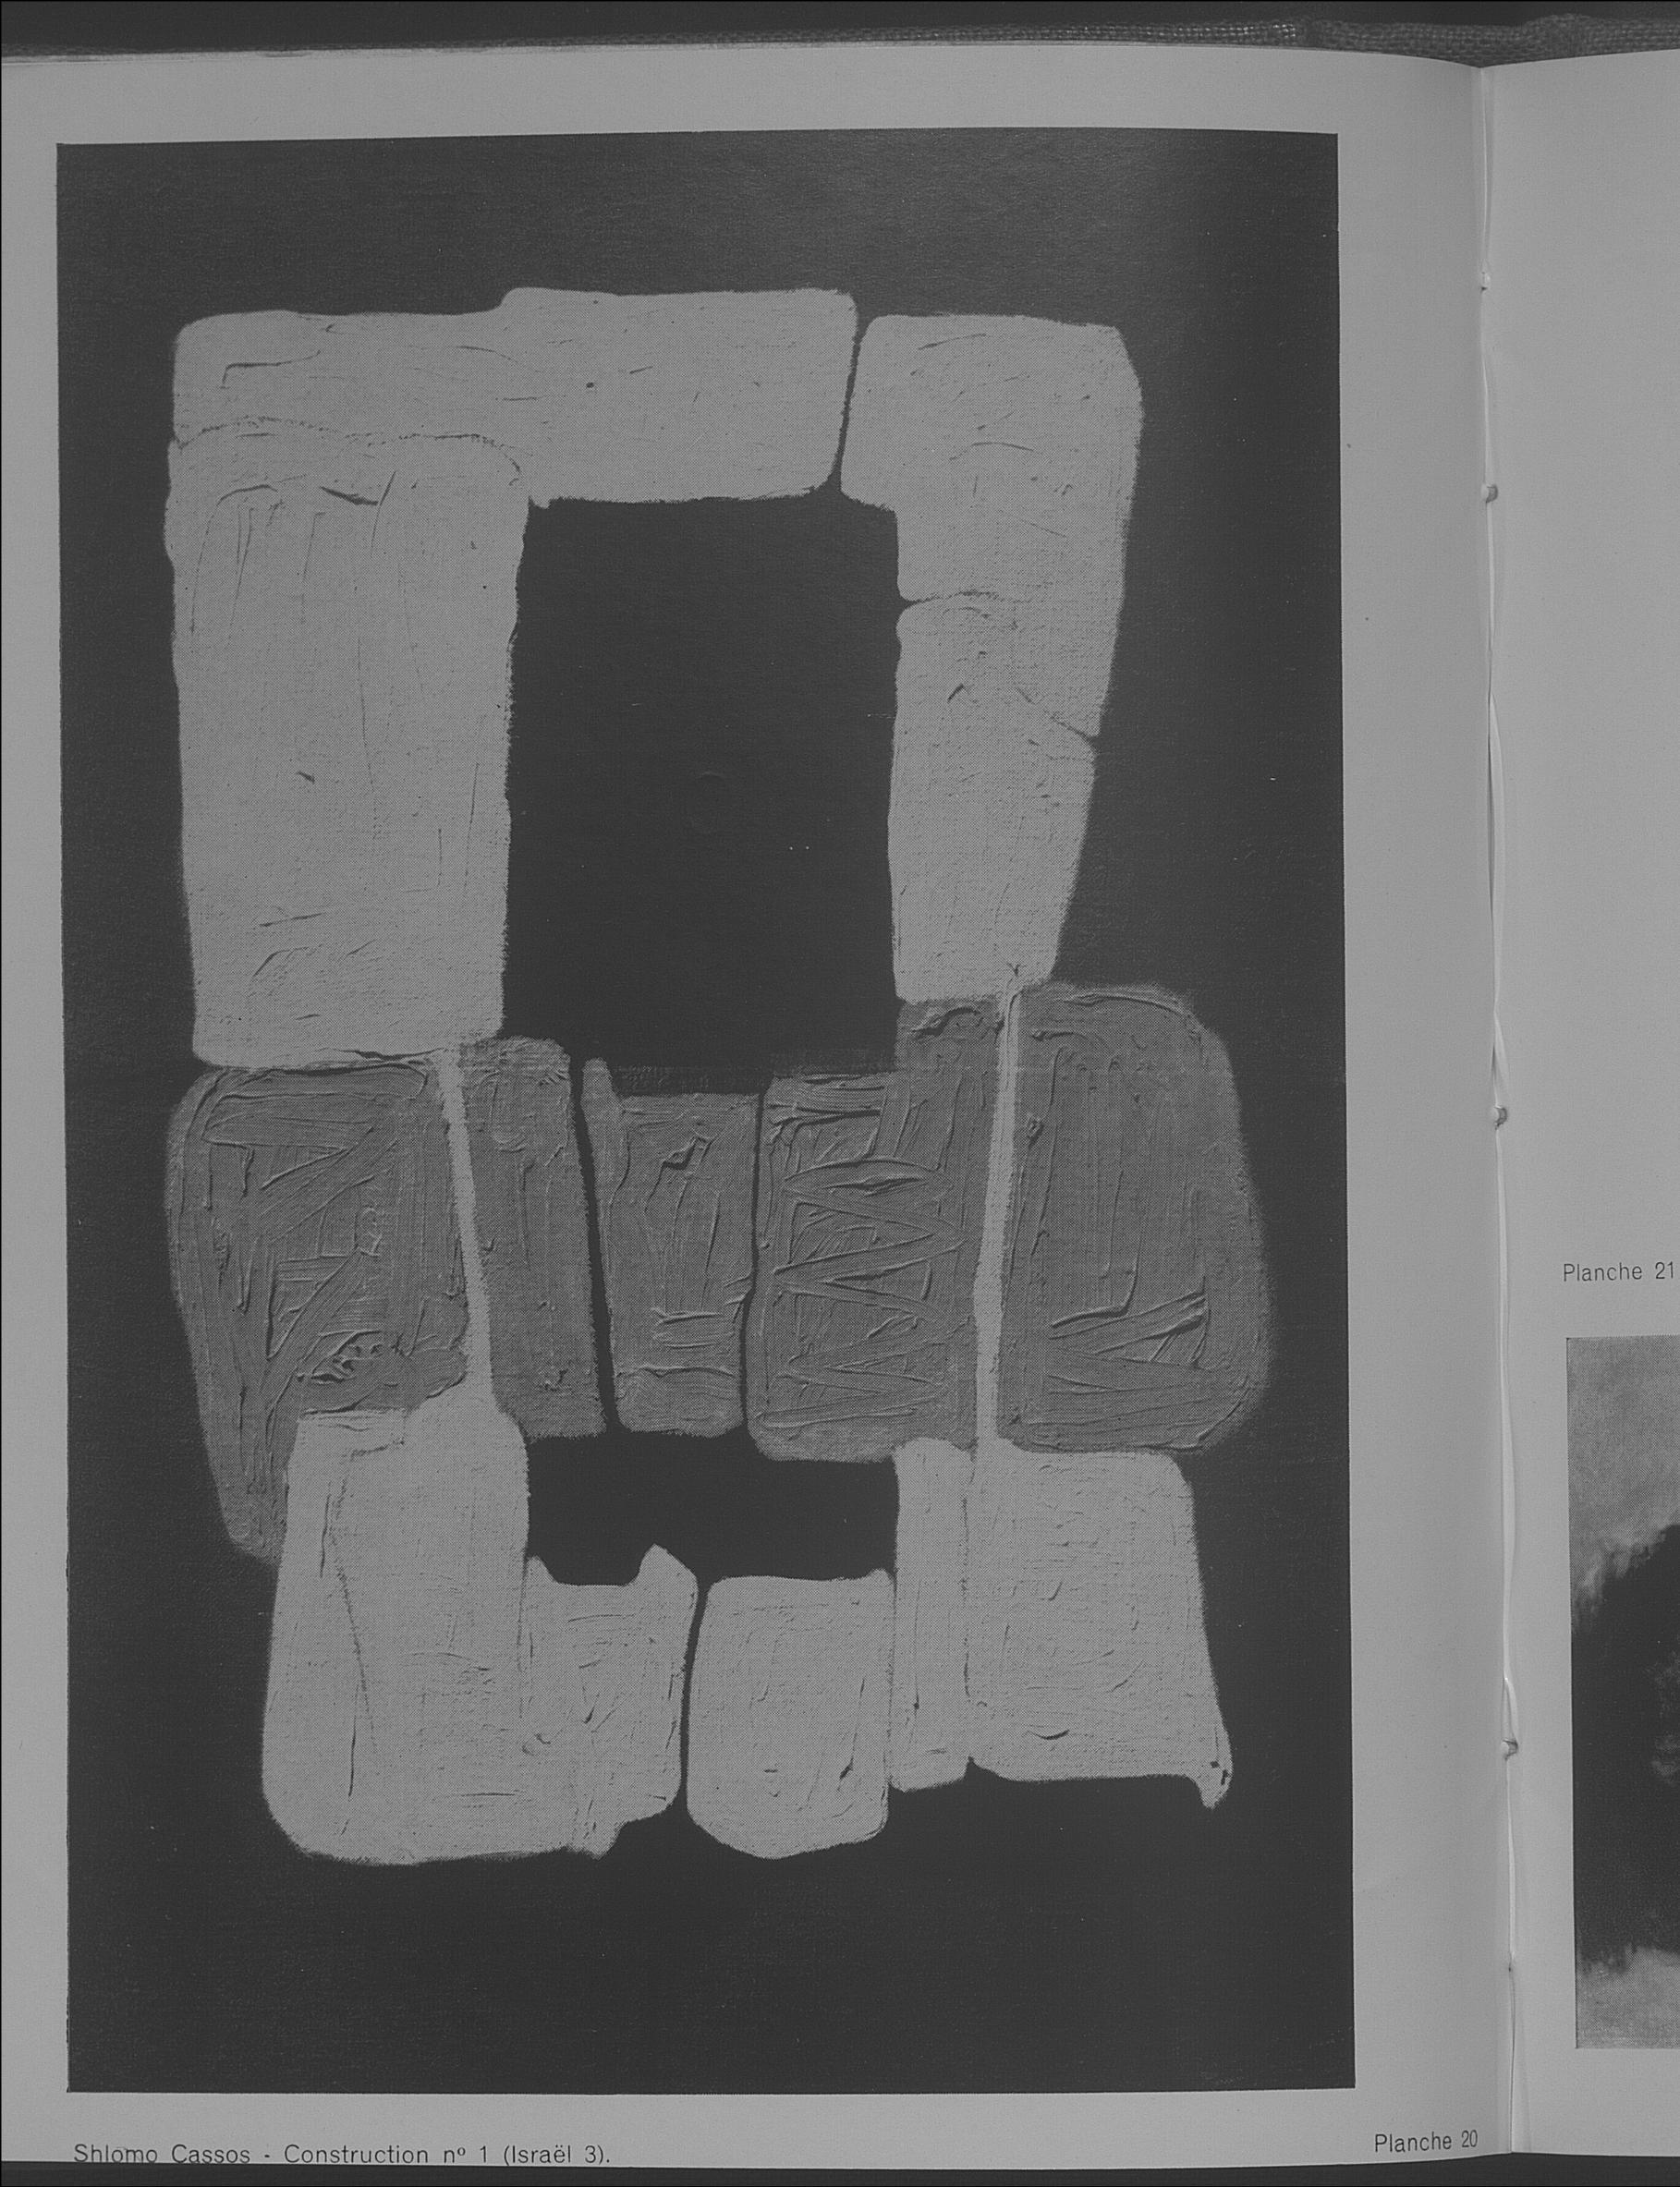 Shlomo Cassos - Construction nº 1 (Israël 3).
Planche 20
Planche 21